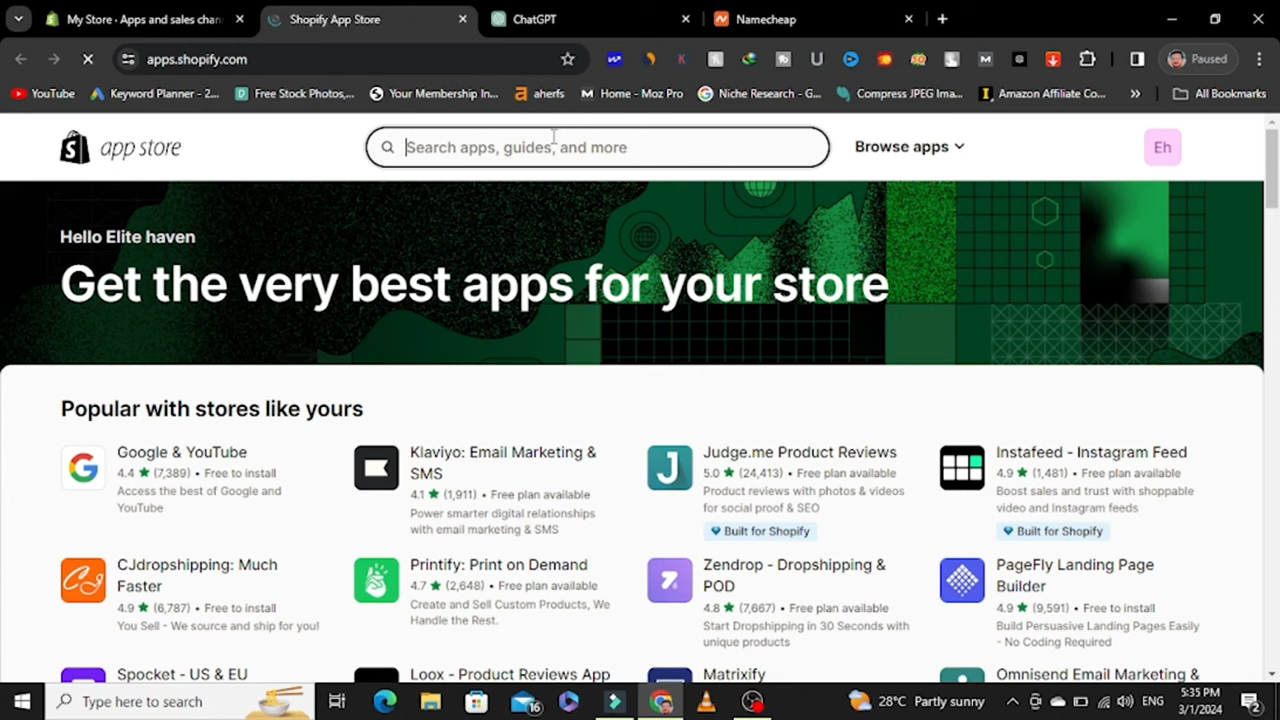 My Store · Apps and sales chan
Shopify App Store
ChatGPT
Namecheap
apps.shopify.com
Paused
YouTube
Keyword Planner - 2...
Free Stock Photos,...
Your Membership In...
aherfs
Home - Moz Pro
Niche Research - G...
Compress JPEG Ima...
Amazon Affiliate Co...
All Bookmarks
app store
Search apps, guides, and more
Browse apps
Eh
Hello Elite haven
Get the very best apps for your store
Popular with stores like yours
Google & YouTube
4.4 ★ (7,389) • Free to install
Access the best of Google and
YouTube
Klaviyo: Email Marketing &
SMS
4.1 ★ (1,911) • Free plan available
Power smarter digital relationships
with email marketing & SMS
Judge.me Product Reviews
5.0 ★ (24,413) • Free plan available
Product reviews with photos & videos
for social proof & SEO
Built for Shopify
Instafeed - Instagram Feed
4.9 ★ (1,481) • Free plan available
Boost sales and trust with shoppable
video and Instagram feeds
Built for Shopify
CJdropshipping: Much
Faster
4.9 ★ (6,787) • Free to install
You Sell - We source and ship for you!
Printify: Print on Demand
4.7 ★ (2,648) • Free plan available
Create and Sell Custom Products, We
Handle the Rest.
Zendrop - Dropshipping &
POD
4.8 ★ (7,667) • Free plan available
Start Dropshipping in 30 Seconds with
unique products
PageFly Landing Page
Builder
4.9 ★ (9,591) • Free to install
Build Persuasive Landing Pages Easily
- No Coding Required
Spocket - US & EU
Loox - Product Reviews App
Matrixify
Omnisend Email Marketing &
Type here to search
16
28°C Partly sunny
ENG
5:35 PM
3/1/2024
2